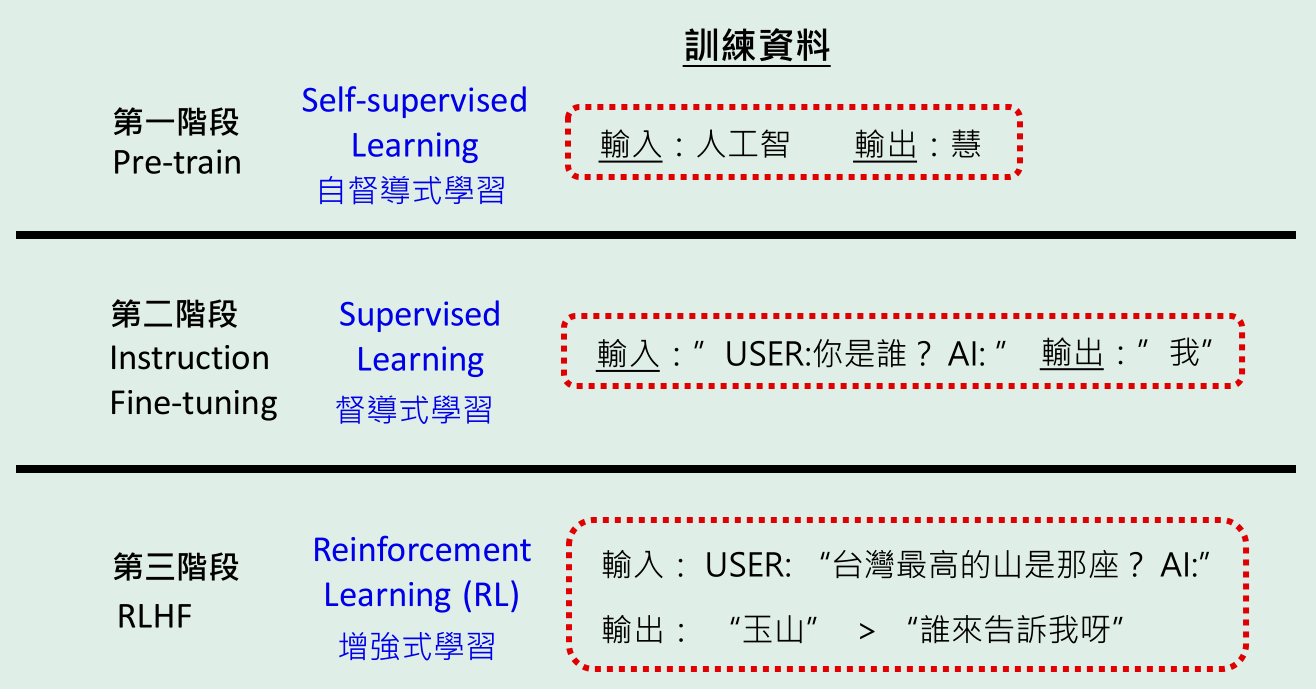 訓練資料
第一階段
Pre-train
Self-supervised
Learning
自督導式學習
輸入：人工智 輸出：慧
第二階段
Instruction
Fine-tuning
Supervised
Learning
督導式學習
輸入：” USER:你是誰？ AI: ” 輸出：” 我”
第三階段
RLHF
Reinforcement
Learning (RL)
增強式學習
輸入： USER: “台灣最高的山是那座？ AI:”
輸出： “玉山” > “誰來告訴我呀”